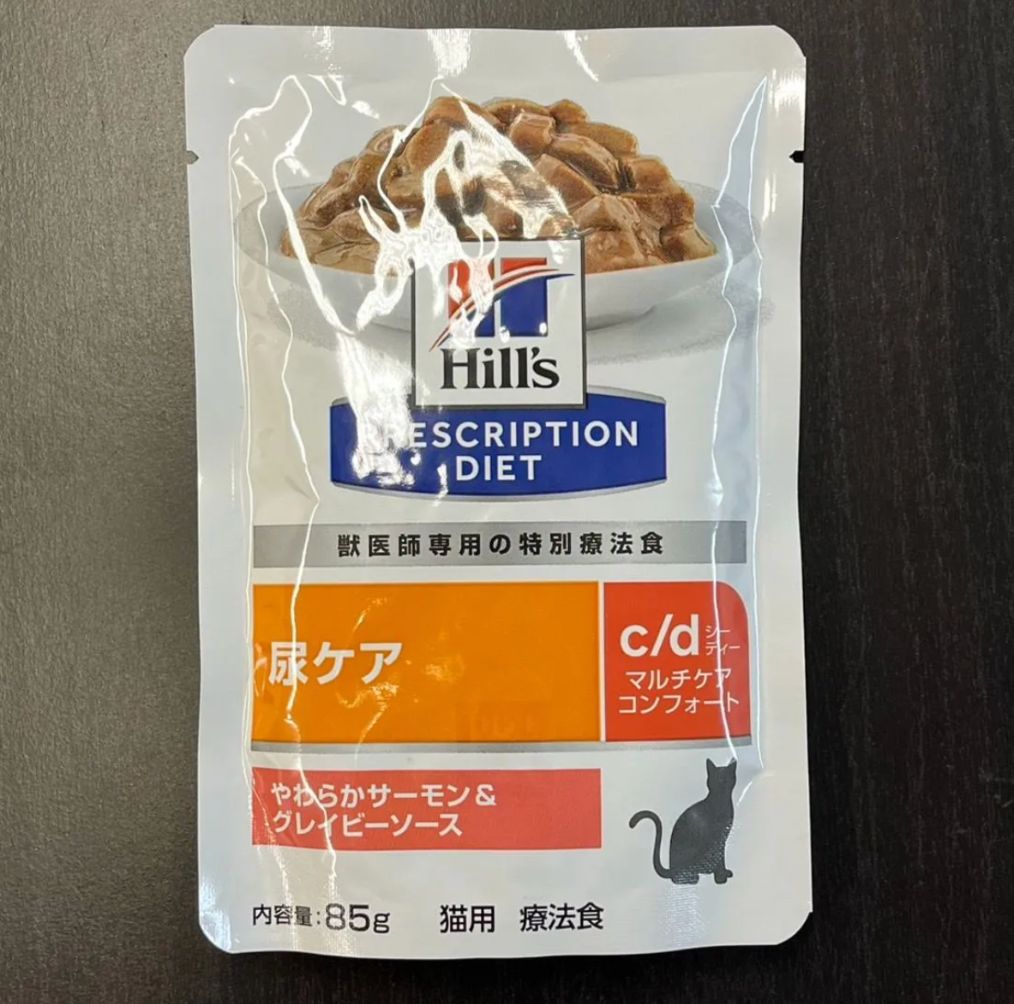 Hill's
PRESCRIPTION
DIET
獣医師専用の特別療法食
尿ケア
c/d シーディー
マルチケア
コンフォート
やわらかサーモン&
グレイビーソース
内容量:85g 猫用 療法食